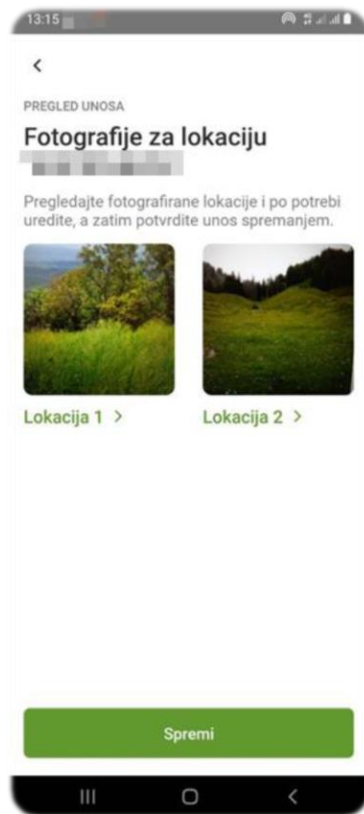 13:15
PREGLED UNOSA
Fotografije za lokaciju
Pregledajte fotografirane lokacije i po potrebi
uredite, a zatim potvrdite unos spremanjem.
Lokacija 1 >
Lokacija 2 >
Spremi